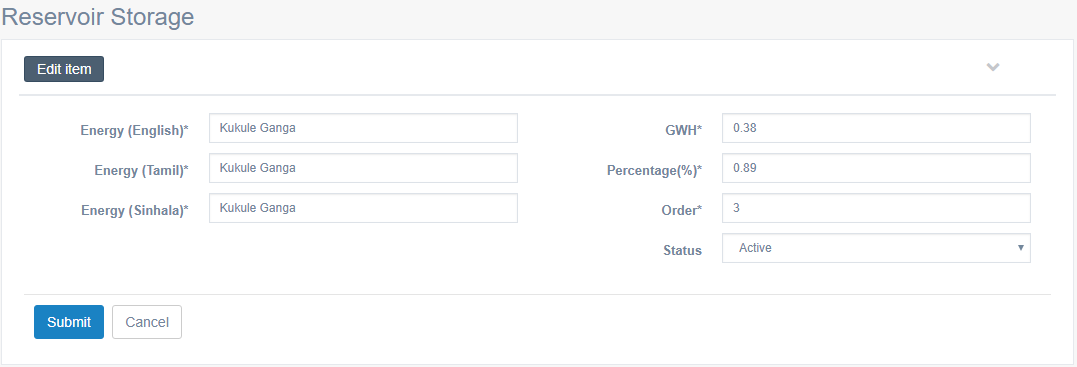 Reservoir Storage
Edit item
Energy (English)* Kukule Ganga
GWH* 0.38
Energy (Tamil)* Kukule Ganga
Percentage(%)* 0.89
Energy (Sinhala)* Kukule Ganga
Order* 3
Status Active
Submit Cancel